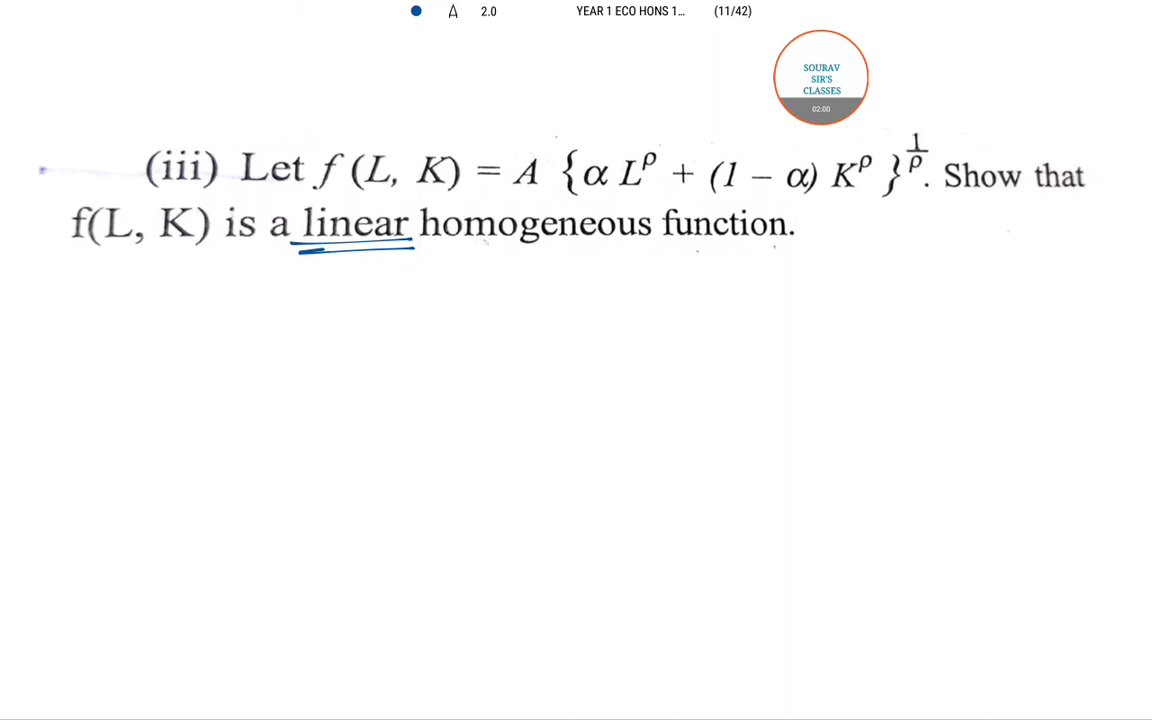 2.0 YEAR 1 ECO HONS 1... (11/42)
SOURAV
SIR'S
CLASSES
02:00
(iii) Let f (L, K) = A {α L^ρ + (1 – α) K^ρ }^{1/ρ}. Show that
f(L, K) is a linear homogeneous function.